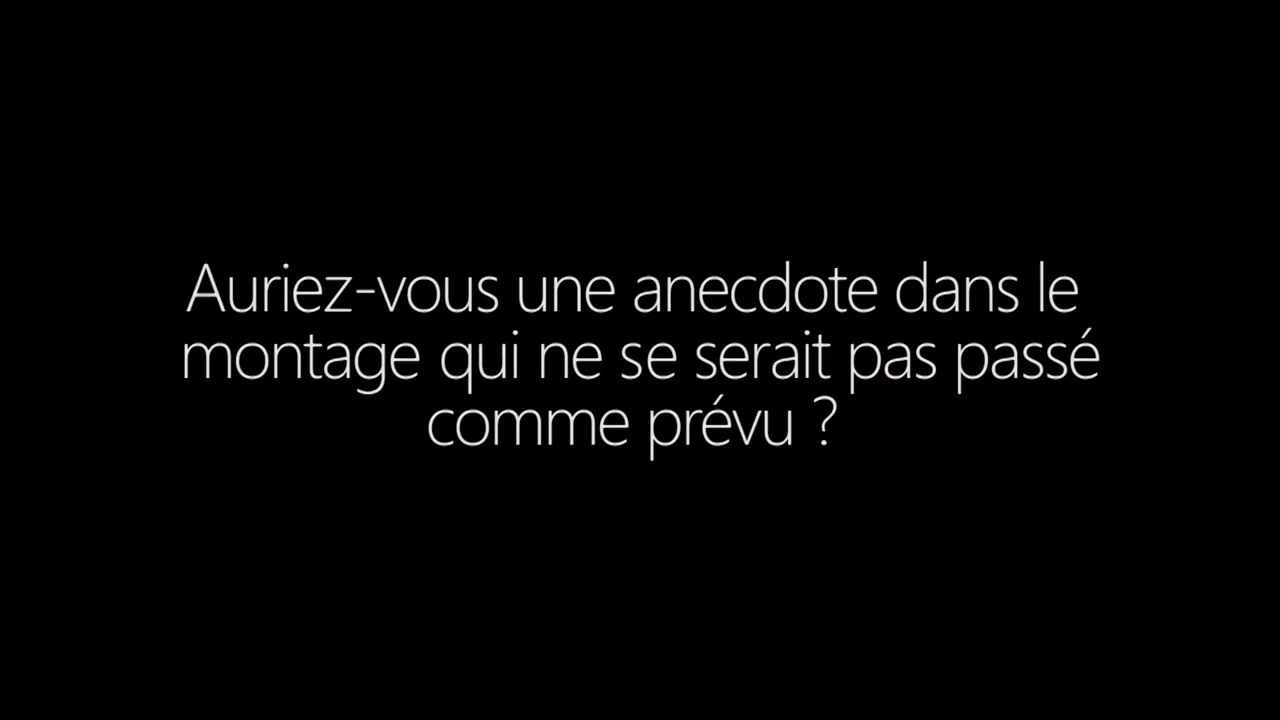 Auriez-vous une anecdote dans le
montage qui ne se serait pas passé
comme prévu ?